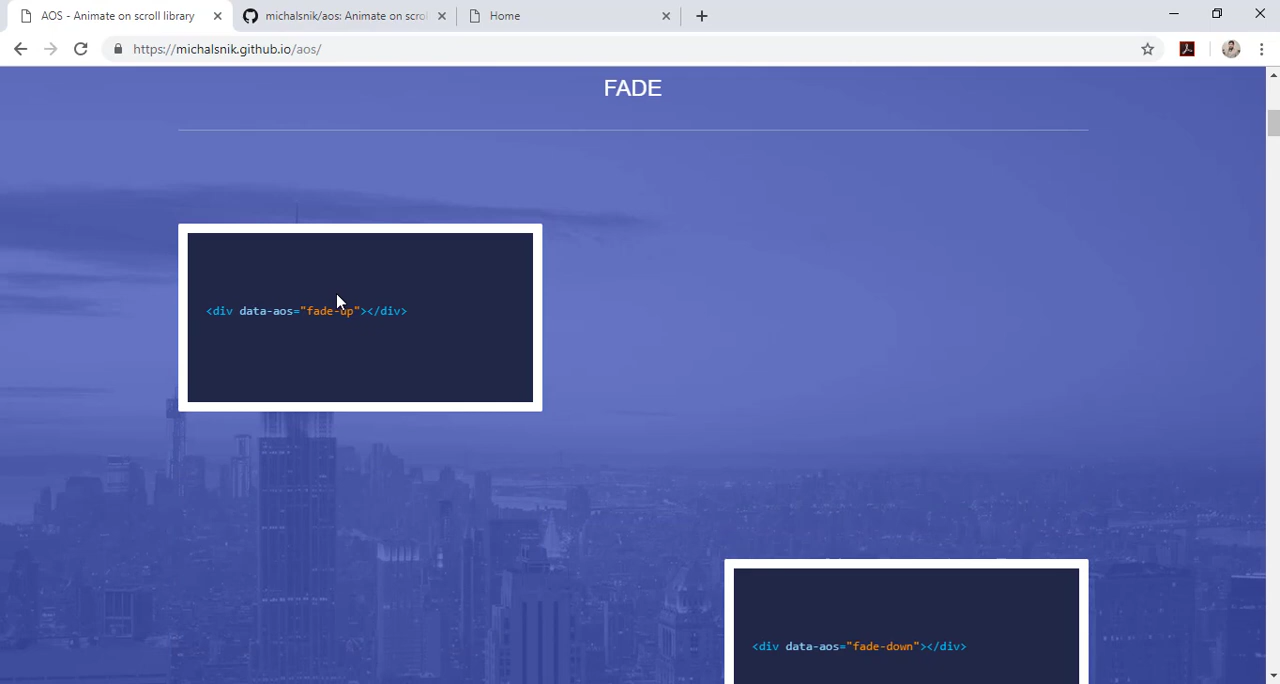 AOS - Animate on scroll library
michalsnik/aos: Animate on scro
Home
https://michalsnik.github.io/aos/
FADE
<div data-aos="fade-up"></div>
<div data-aos="fade-down"></div>